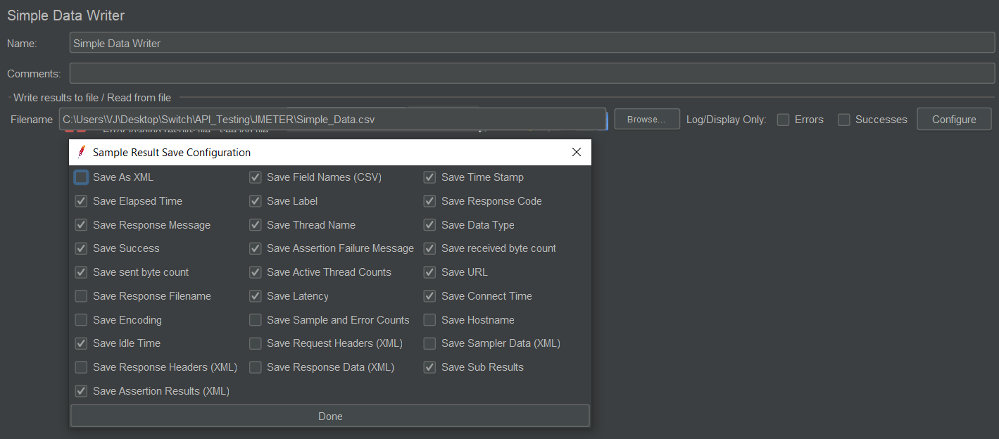 Simple Data Writer
Name: Simple Data Writer
Comments:
Write results to file / Read from file
Filename C:\Users\VJ\Desktop\Switch\API_Testing\JMETER\Simple_Data.csv Browse... Log/Display Only: Errors Successes Configure
Sample Result Save Configuration
Save As XML Save Field Names (CSV) Save Time Stamp
Save Elapsed Time Save Label Save Response Code
Save Response Message Save Thread Name Save Data Type
Save Success Save Assertion Failure Message Save received byte count
Save sent byte count Save Active Thread Counts Save URL
Save Response Filename Save Latency Save Connect Time
Save Encoding Save Sample and Error Counts Save Hostname
Save Idle Time Save Request Headers (XML) Save Sampler Data (XML)
Save Response Headers (XML) Save Response Data (XML) Save Sub Results
Save Assertion Results (XML)
Done